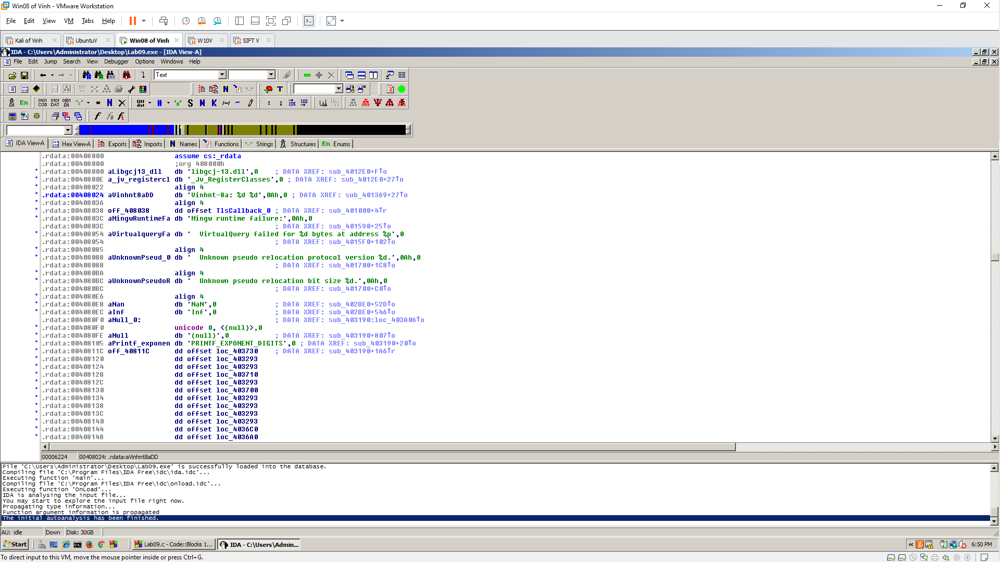 Win08 of Vinh - VMware Workstation
File Edit View VM Tabs Help
Kali of Vinh UbuntuV Win08 of Vinh W10V SIFT V
IDA - C:\Users\Administrator\Desktop\Lab09.exe - [IDA View-A]
File Edit Jump Search View Debugger Options Windows Help
Text
IDA View-A Hex View-A Exports Imports Names Functions Strings Structures Enums
.rdata:00408000 assume cs:_rdata
.rdata:00408000 ;org 408000h
.rdata:00408000 aLibgcj13_dll db 'libgcj-13.dll',0 ; DATA XREF: sub_4012E0+F↑o
.rdata:0040800E a_jv_registercl db '_Jv_RegisterClasses',0 ; DATA XREF: sub_4012E0+27↑o
.rdata:00408022 align 4
.rdata:00408024 aVinhnt8aDD db 'Vinhnt-8a: %d %d',0Ah,0 ; DATA XREF: sub_401369+27↑o
.rdata:00408036 align 4
.rdata:00408038 off_408038 dd offset TlsCallback_0 ; DATA XREF: sub_401000+4↑r
.rdata:0040803C aMingwRuntimeFa db 'Mingw runtime failure:',0Ah,0
.rdata:0040803C ; DATA XREF: sub_401590+25↑o
.rdata:00408054 aVirtualqueryFa db '  VirtualQuery failed for %d bytes at address %p',0
.rdata:00408054 ; DATA XREF: sub_4015F0+102↑o
.rdata:00408085 align 4
.rdata:00408088 aUnknownPseud_0 db '  Unknown pseudo relocation protocol version %d.',0Ah,0
.rdata:00408088 ; DATA XREF: sub_401700+1C8↑o
.rdata:004080BA align 4
.rdata:004080BC aUnknownPseudoR db '  Unknown pseudo relocation bit size %d.',0Ah,0
.rdata:004080BC ; DATA XREF: sub_401700+C0↑o
.rdata:004080E6 align 4
.rdata:004080E8 aNan db 'NaN',0 ; DATA XREF: sub_402BE0+52D↑o
.rdata:004080EC aInf db 'Inf',0 ; DATA XREF: sub_402BE0+546↑o
.rdata:004080F0 aNull_0: ; DATA XREF: sub_403190:loc_403A06↑o
.rdata:004080F0 unicode 0, <(null)>,0
.rdata:004080FE aNull db '(null)',0 ; DATA XREF: sub_403190+807↑o
.rdata:00408105 aPrintf_exponen db 'PRINTF_EXPONENT_DIGITS',0 ; DATA XREF: sub_403190+20↑o
.rdata:0040811C off_40811C dd offset loc_403730 ; DATA XREF: sub_403190+1A6↑r
.rdata:00408120 dd offset loc_403293
.rdata:00408124 dd offset loc_403293
.rdata:00408128 dd offset loc_403710
.rdata:0040812C dd offset loc_403293
.rdata:00408130 dd offset loc_403700
.rdata:00408134 dd offset loc_403293
.rdata:00408138 dd offset loc_403293
.rdata:0040813C dd offset loc_403293
.rdata:00408140 dd offset loc_403293
.rdata:00408144 dd offset loc_4036C0
.rdata:00408148 dd offset loc_4036A0
00006224 00408024: .rdata:aVinhnt8aDD
File 'C:\Users\Administrator\Desktop\Lab09.exe' is successfully loaded into the database.
Compiling file 'C:\Program Files\IDA Free\idc\ida.idc'...
Executing function 'main'...
Compiling file 'C:\Program Files\IDA Free\idc\onload.idc'...
Executing function 'OnLoad'...
IDA is analysing the input file...
You may start to explore the input file right now.
Propagating type information...
Function argument information is propagated
The initial autoanalysis has been finished.
AU: idle Down Disk: 30GB
Start Lab09.c - Code::Blocks 1... IDA - C:\Users\Admin... 6:50 PM
To direct input to this VM, move the mouse pointer inside or press Ctrl+G.